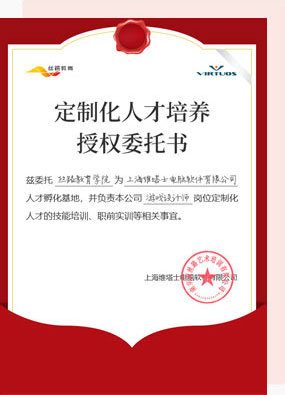 丝路教育
VIRTUOS
定制化人才培养
授权委托书
兹委托 丝路教育学院 为 上海维塔士电脑软件有限公司
人才孵化基地，并负责本公司 游戏设计师 岗位定制化
人才的技能培训、职前实训等相关事宜。
上海维塔士电脑软件有限公司